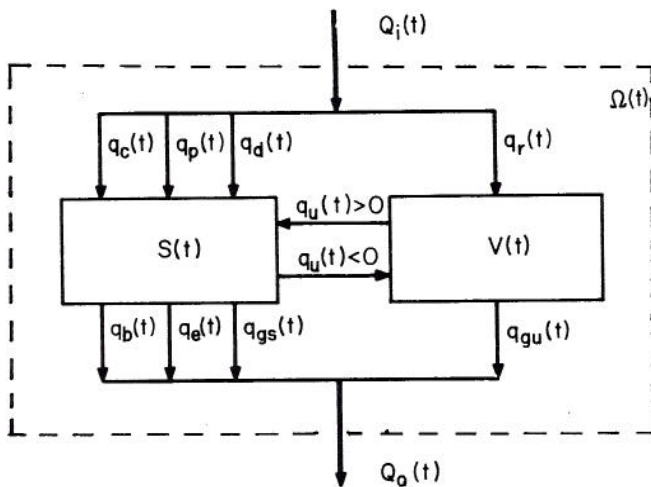 Qi(t)
Ω(t)
qc(t) qp(t) qd(t) qr(t)
qu(t)>0
S(t) V(t)
qu(t)<0
qb(t) qe(t) qgs(t) qgu(t)
Qo(t)